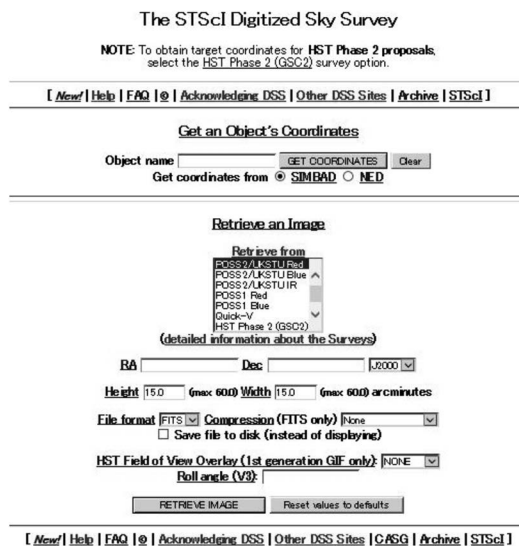 The STScI Digitized Sky Survey
NOTE: To obtain target coordinates for HST Phase 2 proposals,
select the HST Phase 2 (GSC2) survey option.
[ New! | Help | FAQ | © | Acknowledging DSS | Other DSS Sites | Archive | STScI ]
Get an Object's Coordinates
Object name GET COORDINATES Clear
Get coordinates from SIMBAD NED
Retrieve an Image
Retrieve from
POSS2/UKSTU Red
POSS2/UKSTU Blue
POSS2/UKSTU IR
POSS1 Red
POSS1 Blue
Quick-V
HST Phase 2 (GSC2)
(detailed information about the Surveys)
RA Dec J2000
Height 15.0 (max 60.0) Width 15.0 (max 60.0) arcminutes
File format FITS Compression (FITS only) None
Save file to disk (instead of displaying)
HST Field of View Overlay (1st generation GIF only): NONE
Roll angle (V3):
RETRIEVE IMAGE Reset values to defaults
[ New! | Help | FAQ | © | Acknowledging DSS | Other DSS Sites | CASG | Archive | STScI ]